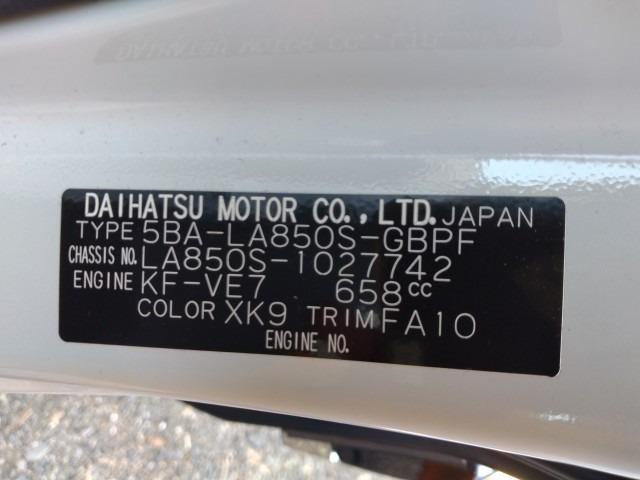 DAIHATSU MOTOR CO., LTD. JAPAN
TYPE 5BA-LA850S-GBPF
CHASSIS NO. LA850S-1027742
ENGINE KF-VE7 658cc
COLOR XK9 TRIM FA10
ENGINE NO.